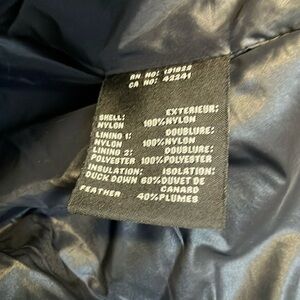 RN NO: 131822
CA NO: 42241
EXTERIEUR:
SHELL:
NYLON 100% NYLON
LINING 1: DOUBLURE:
NYLON 100% NYLON
LINING 2: DOUBLURE:
POLYESTER 100% POLYESTER
INSULATION: ISOLATION:
DUCK DOWN 60% DUVET DE
CANARD
FEATHER 40% PLUMES